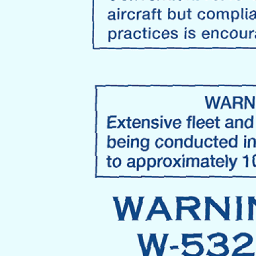 aircraft but complia
practices is encoura
WARN
Extensive fleet and
being conducted in
to approximately 10
WARNIN
W-532